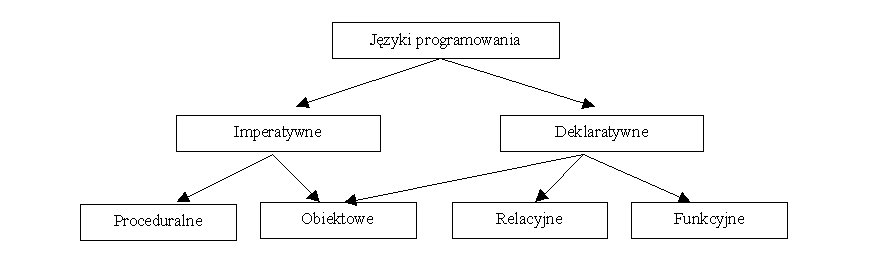 Języki programowania
Imperatywne
Deklaratywne
Proceduralne
Obiektowe
Relacyjne
Funkcyjne